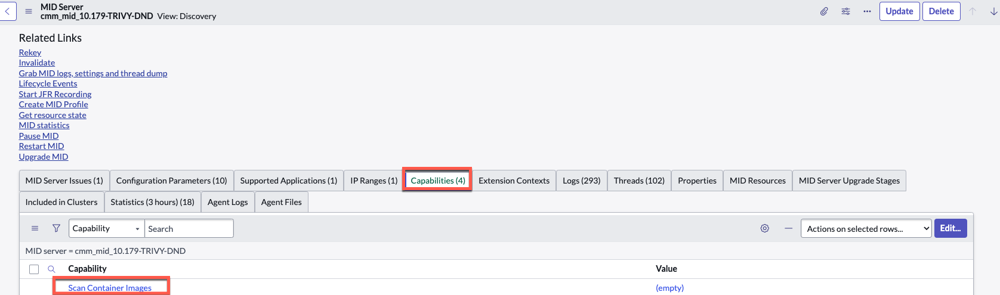 MID Server
cmm_mid_10.179-TRIVY-DND View: Discovery
Update
Delete
Related Links
Rekey
Invalidate
Grab MID logs, settings and thread dump
Lifecycle Events
Start JFR Recording
Create MID Profile
Get resource state
MID statistics
Pause MID
Restart MID
Upgrade MID
MID Server Issues (1) Configuration Parameters (10) Supported Applications (1) IP Ranges (1) Capabilities (4) Extension Contexts Logs (293) Threads (102) Properties MID Resources MID Server Upgrade Stages
Included in Clusters Statistics (3 hours) (18) Agent Logs Agent Files
Capability Search Actions on selected rows... Edit...
MID server = cmm_mid_10.179-TRIVY-DND
Capability Value
Scan Container Images (empty)